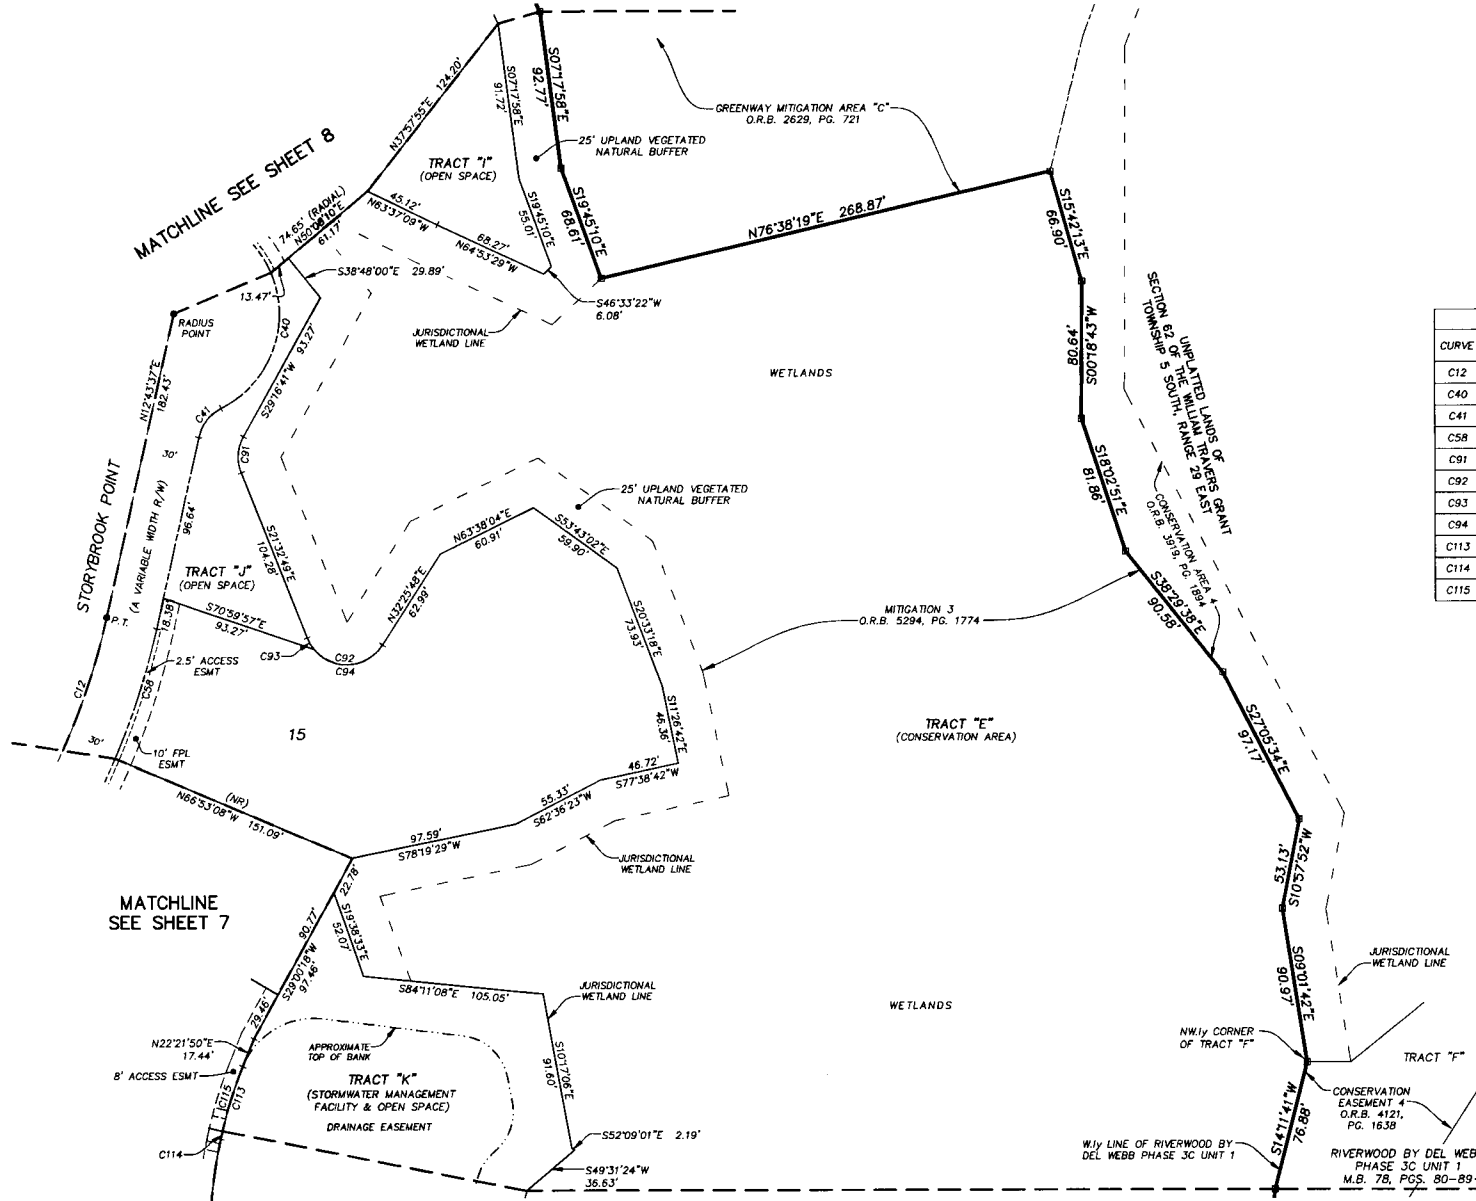 MATCHLINE SEE SHEET 8
N37°57'55"E 124.20'
S07°17'58"E
91.72'
S07°17'58"E
92.77'
GREENWAY MITIGATION AREA "C"
O.R.B. 2629, PG. 721
25' UPLAND VEGETATED
NATURAL BUFFER
TRACT "I"
(OPEN SPACE)
S19°45'10"E
55.01'
S19°45'10"E
68.61'
74.65' (RADIAL)
N50°08'10"E
61.17'
45.12'
N63°37'09"W
68.27'
N64°53'29"W
N76°38'19"E 268.87'
S15°42'13"E
66.90'
S38°48'00"E 29.89'
13.47'
S46°33'22"W
6.08'
JURISDICTIONAL
WETLAND LINE
RADIUS
POINT
C40
93.27'
S29°16'41"W
WETLANDS
S00°18'43"W
80.64'
UNPLATTED LANDS OF
SECTION 62 OF THE WILLIAM TRAVERS GRANT
TOWNSHIP 5 SOUTH, RANGE 29 EAST
CURVE
C12
C40
C41
C58
C91
C92
C93
C94
C113
C114
C115
N12°43'37"E
182.43'
C41
30'
C91
S18°02'51"E
81.86'
CONSERVATION AREA 4
O.R.B. 3919, PG. 1894
STORYBROOK POINT
(A VARIABLE WIDTH R/W)
96.64'
S21°32'49"E
104.28'
25' UPLAND VEGETATED
NATURAL BUFFER
N63°38'04"E
60.91'
S53°43'02"E
59.90'
TRACT "J"
(OPEN SPACE)
S70°59'57"E
93.27'
18.38'
P.T.
N32°25'48"E
62.99'
S20°33'18"E
73.93'
MITIGATION 3
O.R.B. 5294, PG. 1774
S38°29'38"E
90.58'
C93
C92
C94
2.5' ACCESS
ESMT
C12
C58
S11°26'42"E
46.36'
TRACT "E"
(CONSERVATION AREA)
S27°05'34"E
97.17'
15
30'
10' FPL
ESMT
46.72'
S77°38'42"W
55.33'
S62°36'23"W
97.59'
S78°19'29"W
(NR)
N66°53'08"W 151.09'
JURISDICTIONAL
WETLAND LINE
53.13'
S10°57'52"W
MATCHLINE
SEE SHEET 7
22.78'
90.77'
S29°00'18"W
97.46'
S19°38'33"E
52.07'
S84°11'08"E 105.05'
JURISDICTIONAL
WETLAND LINE
WETLANDS
S09°01'42"E
90.97'
JURISDICTIONAL
WETLAND LINE
29.46'
N22°21'50"E
17.44'
8' ACCESS ESMT
APPROXIMATE
TOP OF BANK
S10°17'06"E
91.60'
NW.ly CORNER
OF TRACT "F"
TRACT "F"
TRACT "K"
(STORMWATER MANAGEMENT
FACILITY & OPEN SPACE)
DRAINAGE EASEMENT
C115
C113
C114
S52°09'01"E 2.19'
S49°31'24"W
36.63'
S14°11'41"W
76.88'
CONSERVATION
EASEMENT 4
O.R.B. 4121,
PG. 1638
W.ly LINE OF RIVERWOOD BY
DEL WEBB PHASE 3C UNIT 1
RIVERWOOD BY DEL WEB
PHASE 3C UNIT 1
M.B. 78, PGS. 80-89